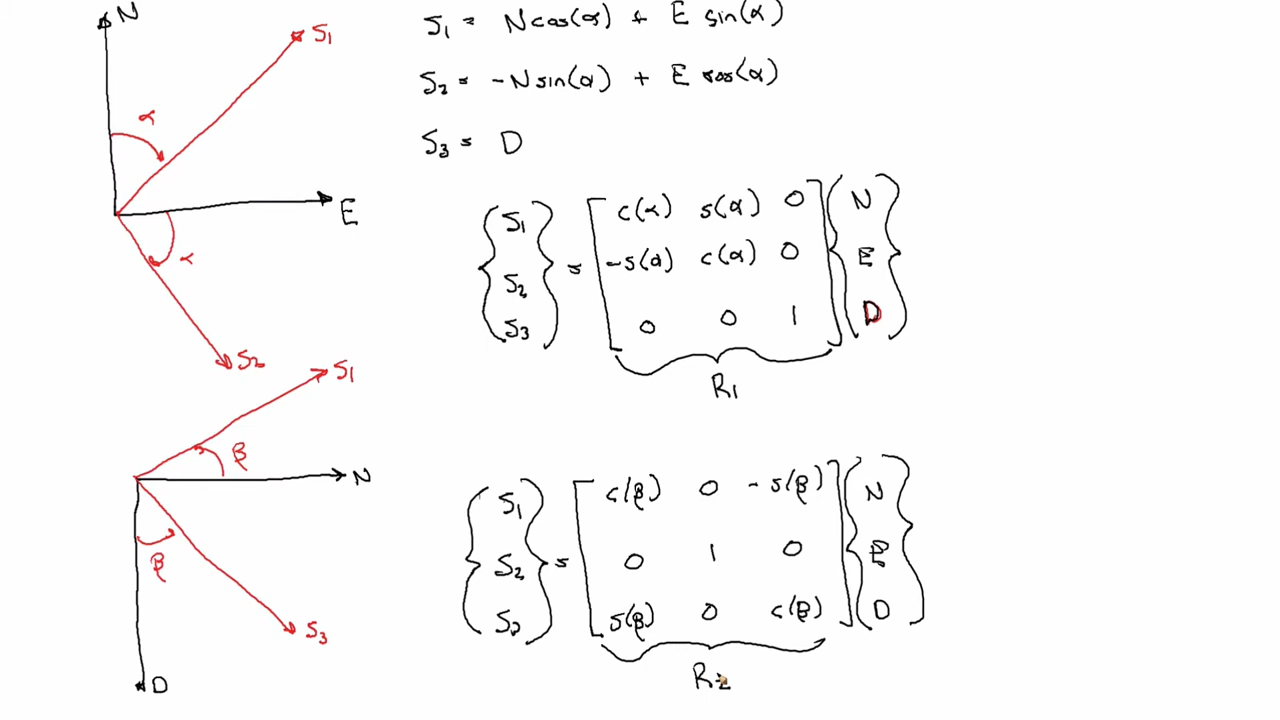 N
S₁
α
E
α
S₂
S₁ = N cos(α) + E sin(α)
S₂ = -N sin(α) + E cos(α)
S₃ = D
{S₁ S₂ S₃} = [c(α) s(α) 0
-s(α) c(α) 0
0 0 1] {N E D}
R₁
S₁
β
N
β
S₃
D
{S₁ S₂ S₃} = [c(β) 0 -s(β)
0 1 0
s(β) 0 c(β)] {N E D}
R₂